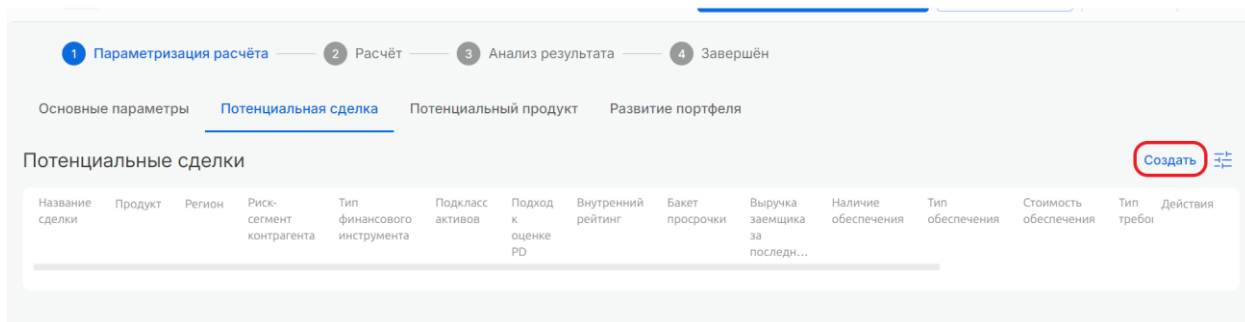 1 Параметризация расчёта 2 Расчёт 3 Анализ результата 4 Завершён
Основные параметры Потенциальная сделка Потенциальный продукт Развитие портфеля
Потенциальные сделки Создать
Название сделки
Продукт
Регион
Риск-сегмент контрагента
Тип финансового инструмента
Подкласс активов
Подход к оценке PD
Внутренний рейтинг
Бакет просрочки
Выручка заемщика за последн...
Наличие обеспечения
Тип обеспечения
Стоимость обеспечения
Тип требо
Действия